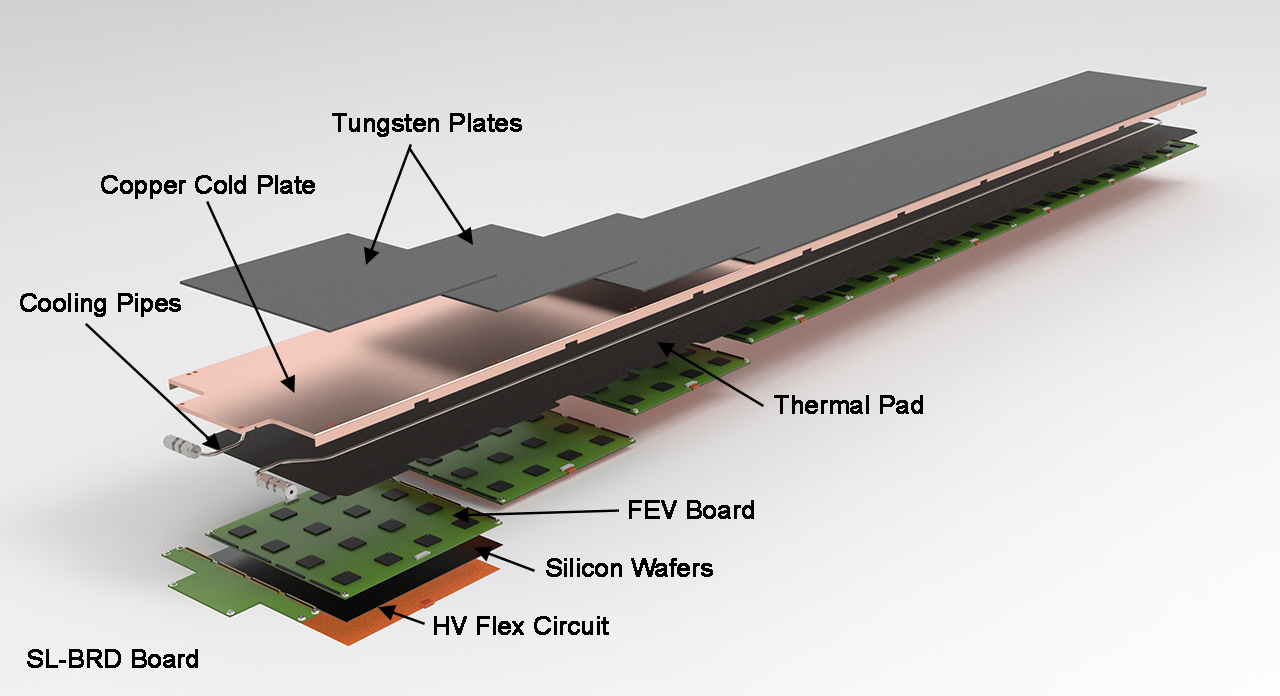 Tungsten Plates
Copper Cold Plate
Cooling Pipes
Thermal Pad
FEV Board
Silicon Wafers
HV Flex Circuit
SL-BRD Board